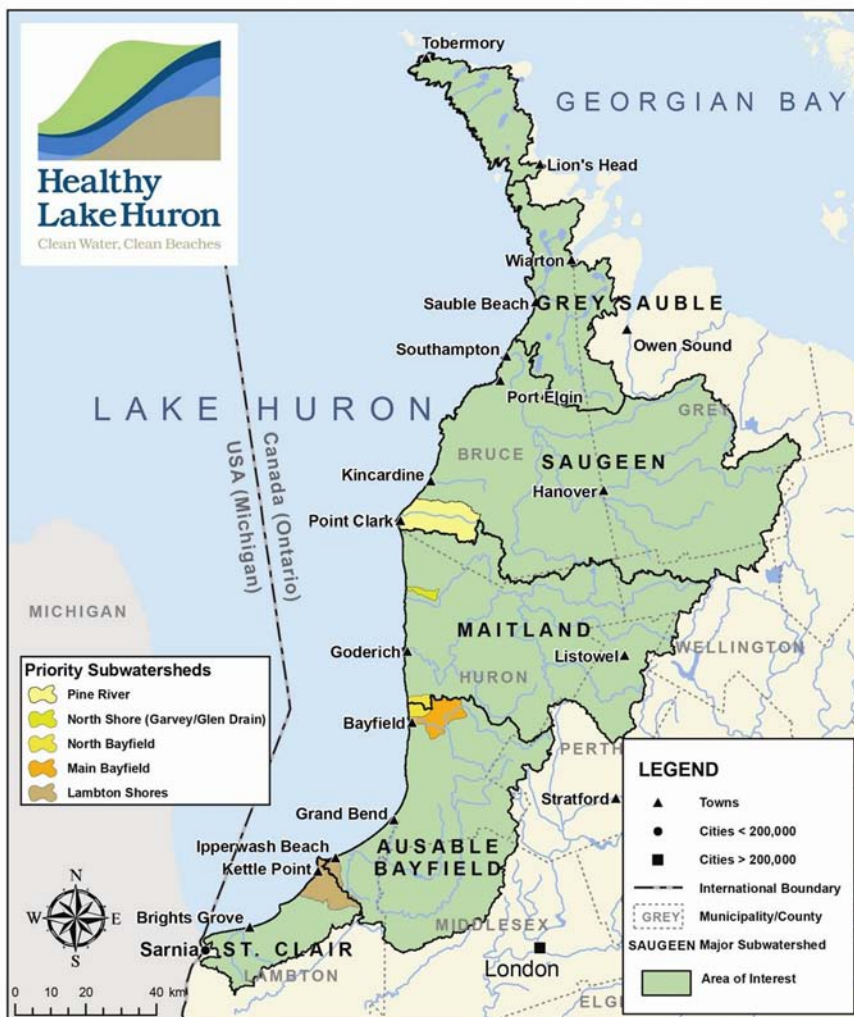 Healthy
Lake Huron
Clean Water, Clean Beaches
Tobermory
GEORGIAN BAY
Lion's Head
Wiarton
Sauble Beach
GREY SAUBLE
Southampton
Owen Sound
Port Elgin
LAKE HURON
GREY
BRUCE
Kincardine
SAUGEEN
Hanover
Point Clark
Canada (Ontario)
USA (Michigan)
MICHIGAN
MAITLAND
WELLINGTON
Goderich
Listowel
HURON
Priority Subwatersheds
Pine River
North Shore (Garvey/Glen Drain)
North Bayfield
Main Bayfield
Lambton Shores
Bayfield
PERTH
Stratford
Grand Bend
Ipperwash Beach
AUSABLE
BAYFIELD
Kettle Point
N
W E
S
Brights Grove
MIDDLESEX
Sarnia
ST. CLAIR
LAMBTON
London
ELGI
0 10 20 40 km
LEGEND
Towns
Cities < 200,000
Cities > 200,000
International Boundary
GREY Municipality/County
SAUGEEN Major Subwatershed
Area of Interest